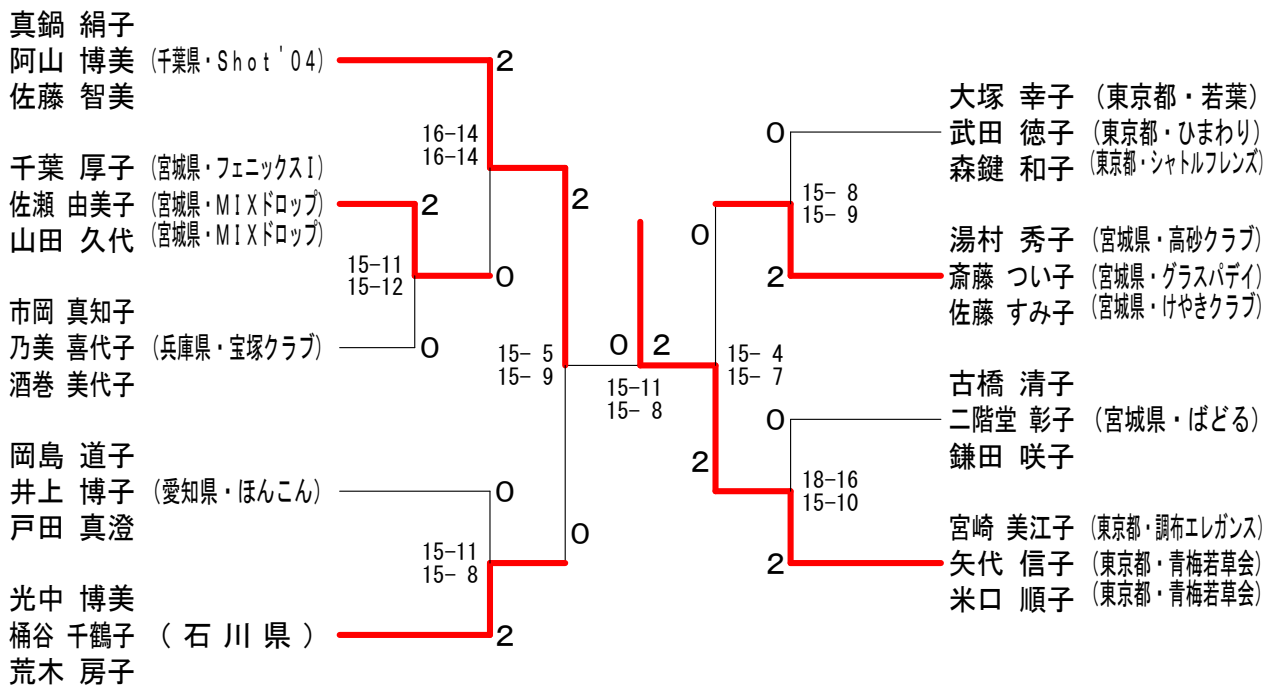 真鍋 絹子
阿山 博美 (千葉県・Shot'04)
佐藤 智美
2
16-14
16-14
千葉 厚子 (宮城県・フェニックスI)
佐瀬 由美子 (宮城県・MIXドロップ)
山田 久代 (宮城県・MIXドロップ)
2
2
15-11
15-12
0
市岡 真知子
乃美 喜代子 (兵庫県・宝塚クラブ)
酒巻 美代子
0
15- 5
15- 9
岡島 道子
井上 博子 (愛知県・ほんこん)
戸田 真澄
0
15-11
15- 8
0
光中 博美
桶谷 千鶴子 (石川県)
荒木 房子
2
0 2
15-11
15- 8
大塚 幸子 (東京都・若葉)
武田 徳子 (東京都・ひまわり)
森鍵 和子 (東京都・シャトルフレンズ)
0
15- 8
15- 9
0
湯村 秀子 (宮城県・高砂クラブ)
斎藤 つい子 (宮城県・グラスパデイ)
佐藤 すみ子 (宮城県・けやきクラブ)
2
15- 4
15- 7
古橋 清子
二階堂 彰子 (宮城県・ばどる)
鎌田 咲子
0
2
18-16
15-10
宮崎 美江子 (東京都・調布エレガンス)
矢代 信子 (東京都・青梅若草会)
米口 順子 (東京都・青梅若草会)
2